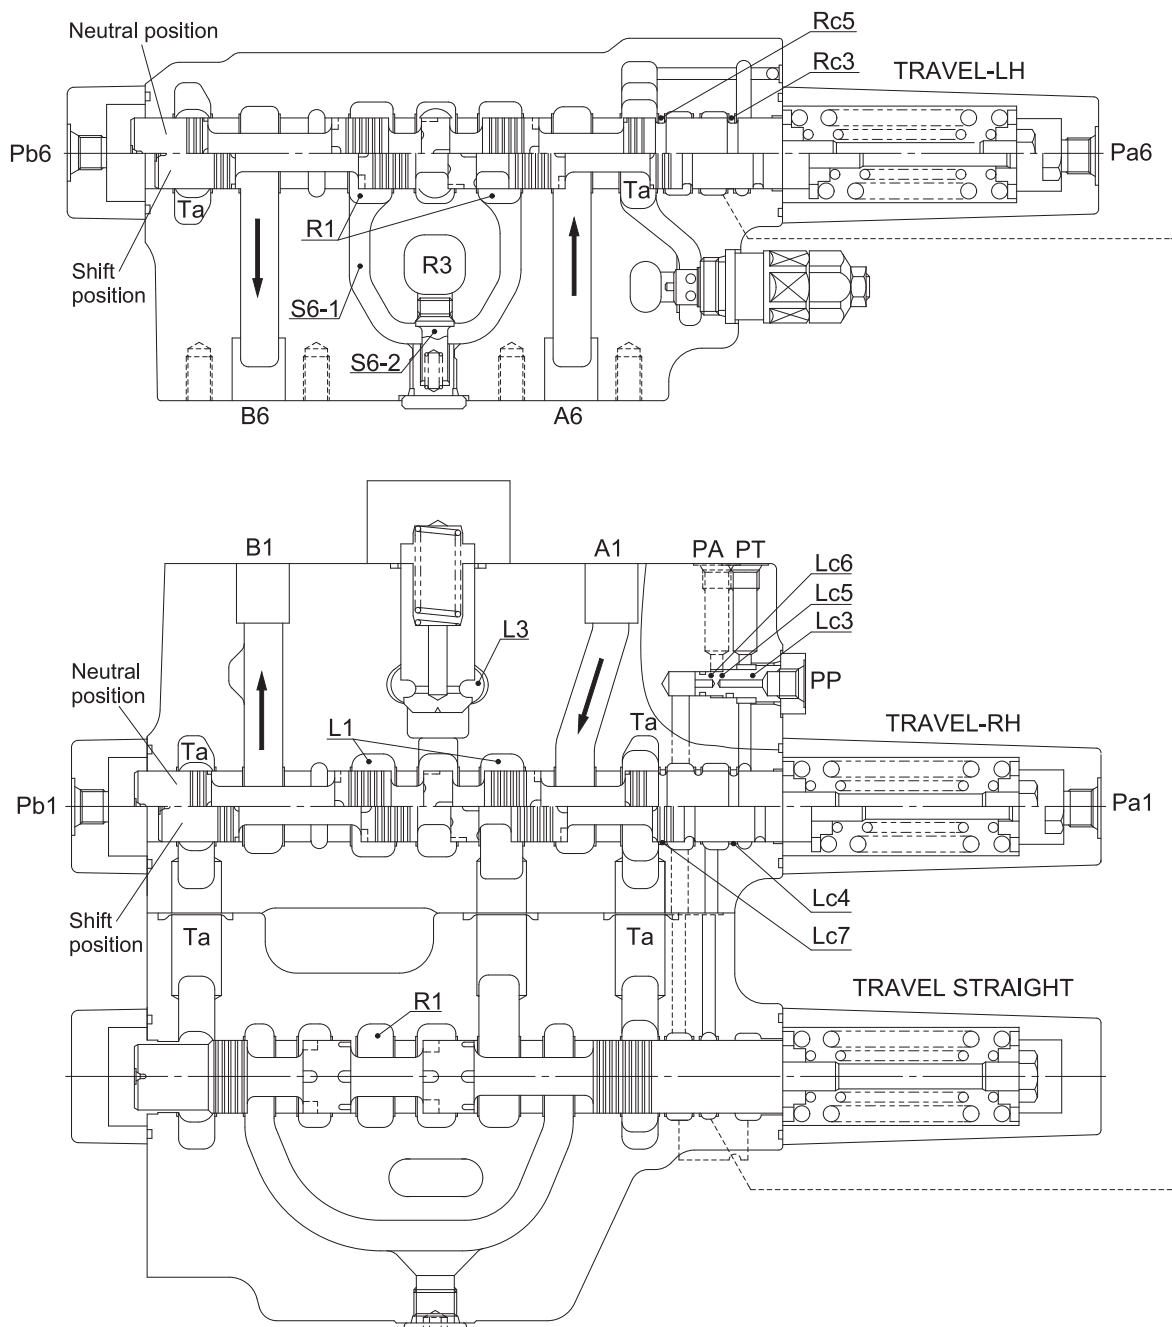 Neutral position
Rc5
Rc3
TRAVEL-LH
Pb6
Pa6
Ta
Ta
R1
R3
Shift
position
S6-1
S6-2
B6
A6
B1
A1
PA
PT
Lc6
Lc5
Lc3
L3
PP
Neutral
position
Ta
L1
Ta
TRAVEL-RH
Pb1
Pa1
Shift
position
Lc4
Ta
Ta
Lc7
R1
TRAVEL STRAIGHT